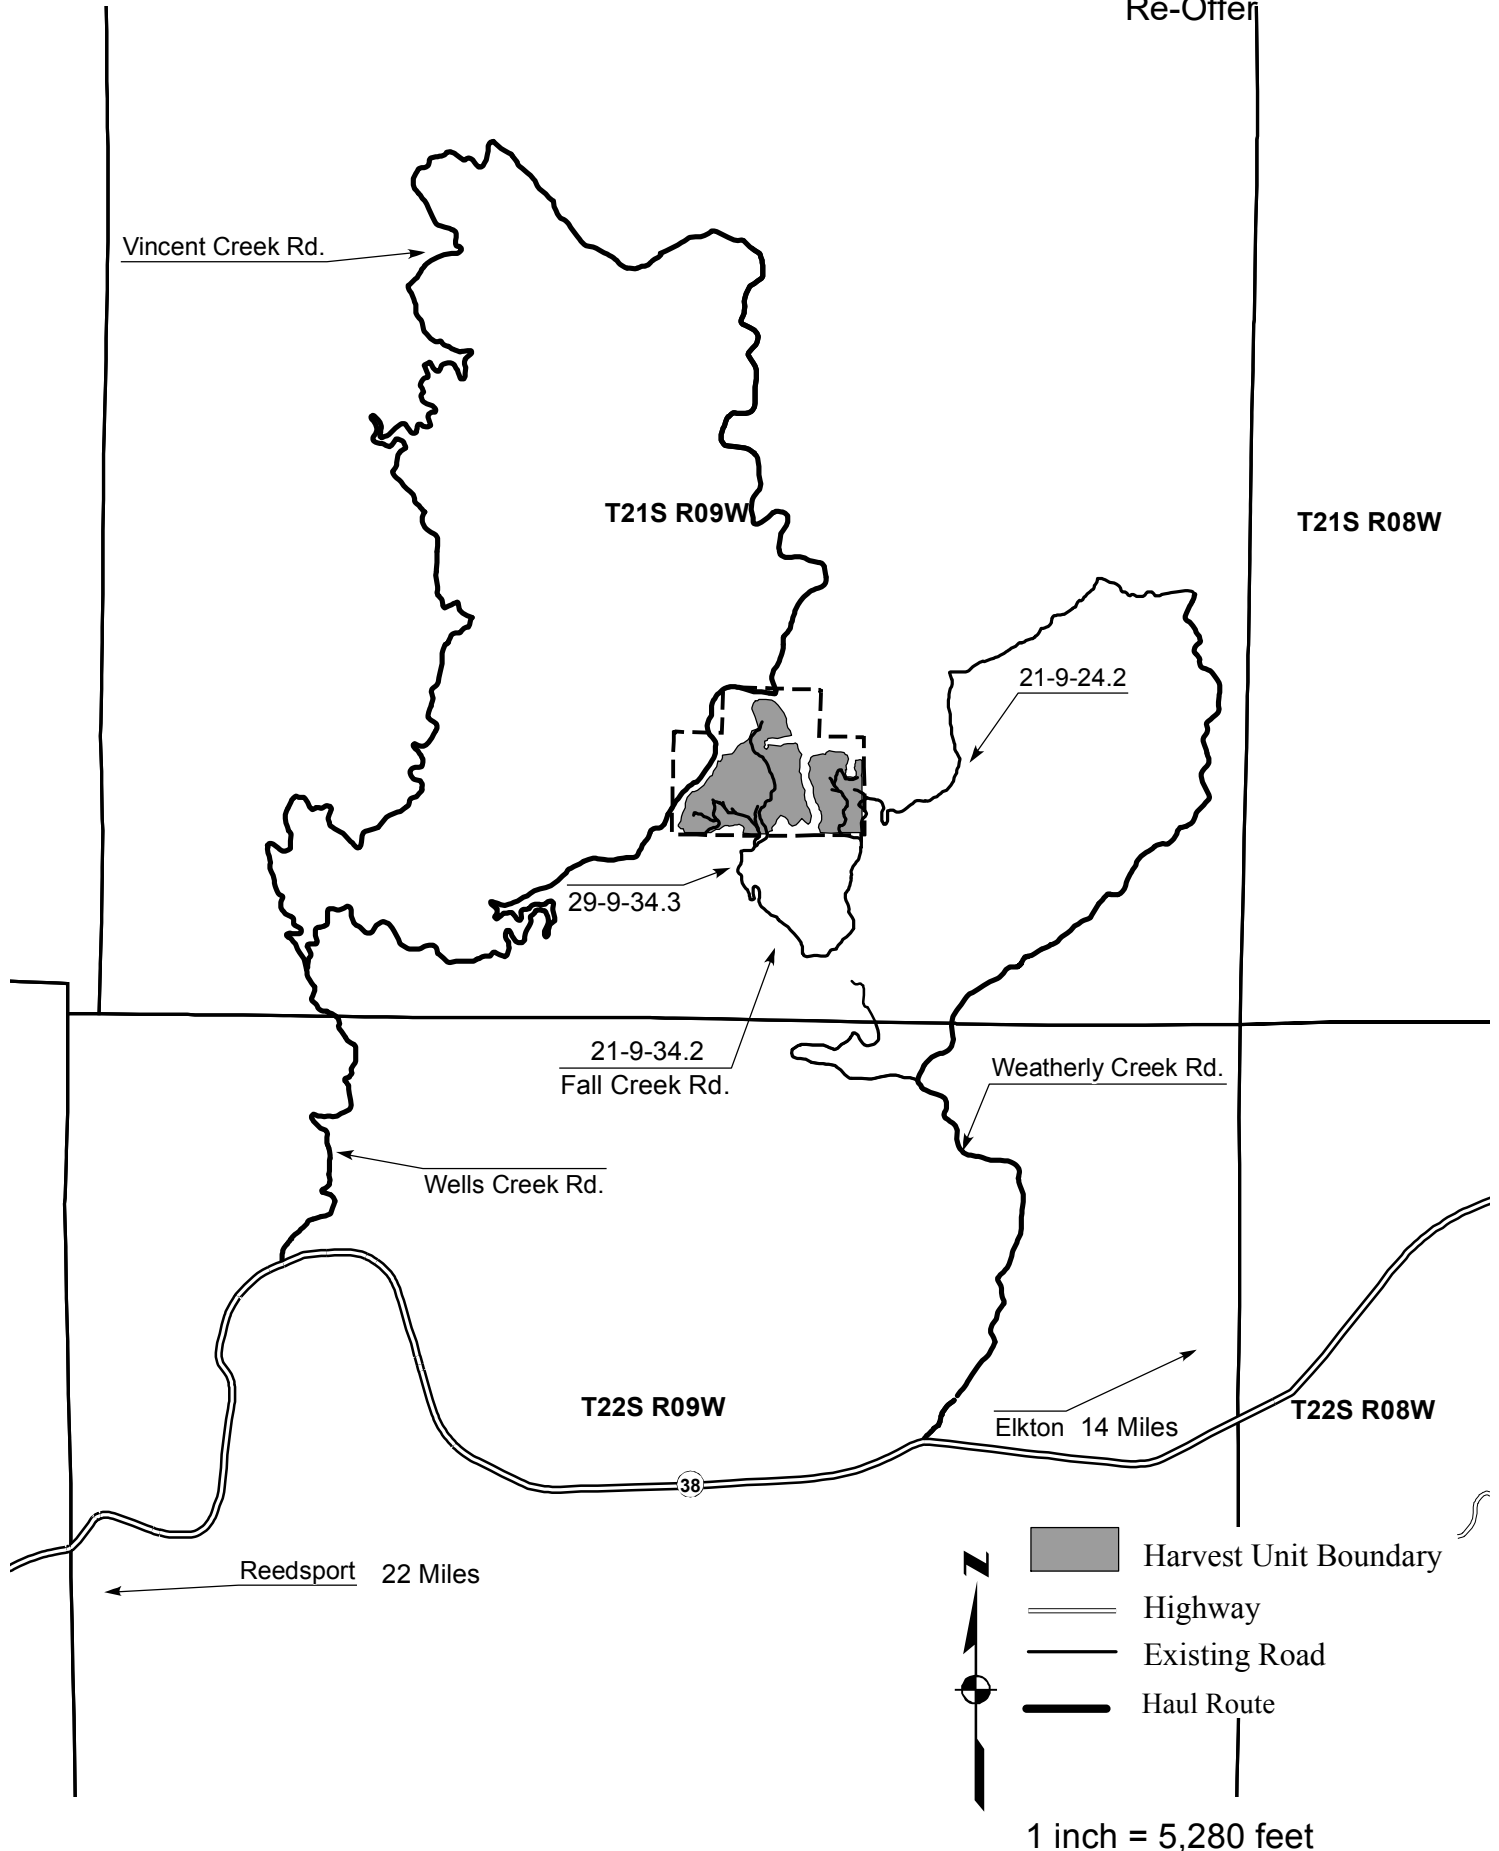 Re-Offer
Vincent Creek Rd.
T21S R09W
T21S R08W
21-9-24.2
29-9-34.3
21-9-34.2
Fall Creek Rd.
Weatherly Creek Rd.
Wells Creek Rd.
T22S R09W
T22S R08W
Elkton 14 Miles
38
Reedsport 22 Miles
Harvest Unit Boundary
Highway
Existing Road
Haul Route
Z
1 inch = 5,280 feet